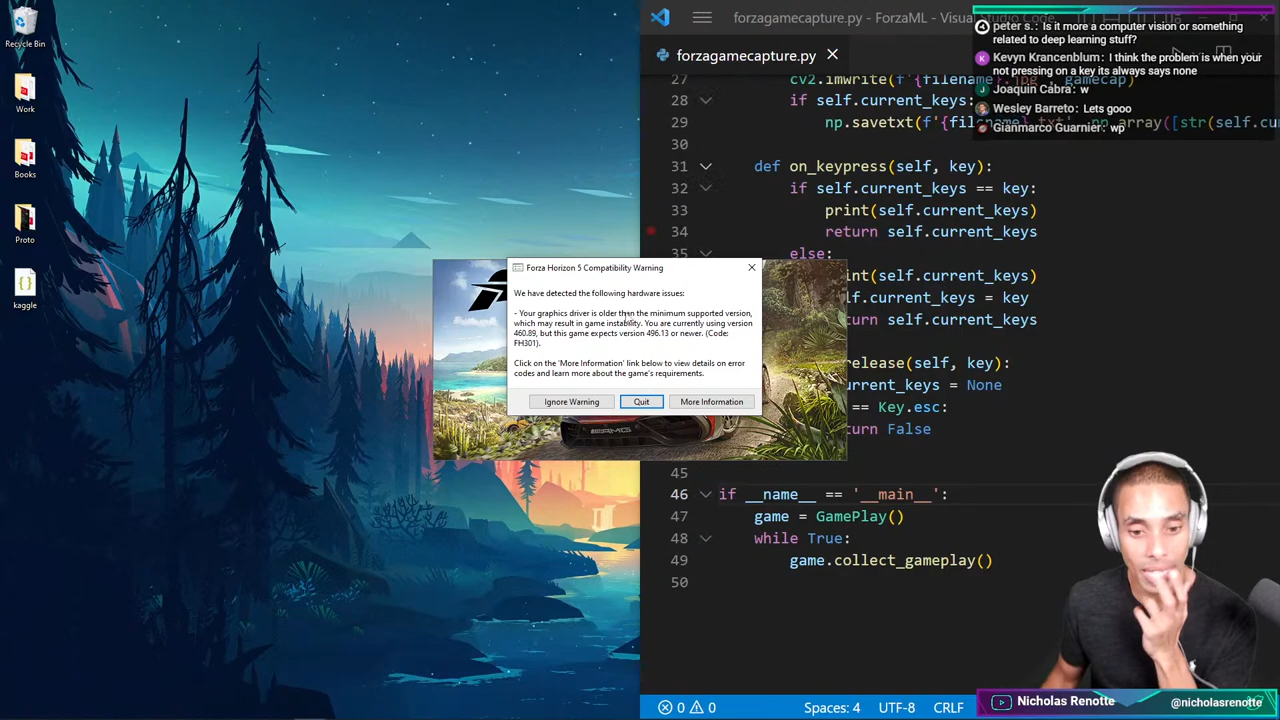 Recycle Bin
Work
Books
Proto
kaggle
forzagamecapture.py - ForzaML - Visual Studio Code
forzagamecapture.py
27 cv2.imwrite(f'{filename}.jpg', gamecap)
28 if self.current_keys:
29 np.savetxt(f'{filename}.txt', np.array([str(self.cu
30
31 def on_keypress(self, key):
32 if self.current_keys == key:
33 print(self.current_keys)
34 return self.current_keys
35 else:
nt(self.current_keys)
= key
n self.current_keys
release(self, key):
urrent_keys = None
== Key.esc:
turn False
45
46 if __name__ == '__main__':
47 game = GamePlay()
48 while True:
49 game.collect_gameplay()
50
peter s.: Is it more a computer vision or something
related to deep learning stuff?
Kevyn Krancenblum: I think the problem is when your
not pressing on a key its always says none
Joaquin Cabra: w
Wesley Barreto: Lets gooo
Gianmarco Guarnier: wp
Forza Horizon 5 Compatibility Warning
We have detected the following hardware issues:
- Your graphics driver is older then the minimum supported version,
which may result in game instability. You are currently using version
460.89, but this game expects version 496.13 or newer. (Code:
FH301).
Click on the 'More Information' link below to view details on error
codes and learn more about the game's requirements.
Ignore Warning
Quit
More Information
0 0
Spaces: 4
UTF-8
CRLF
Nicholas Renotte
@nicholasrenotte